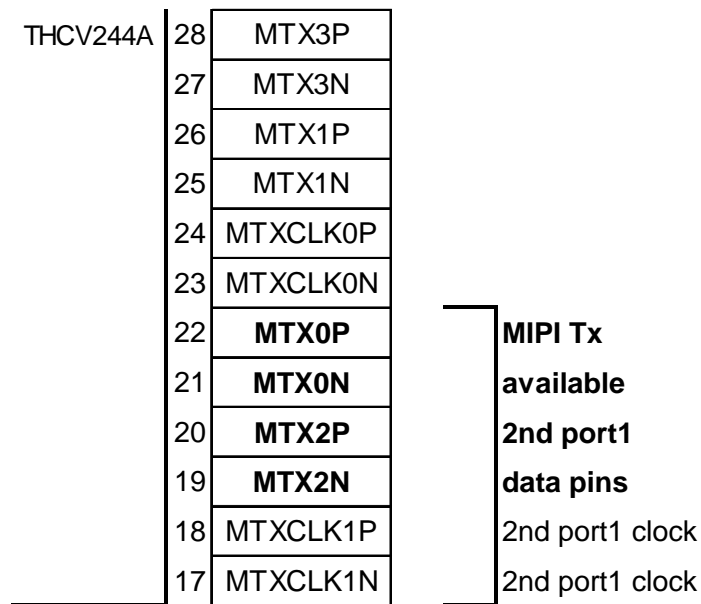 THCV244A 28 MTX3P
27 MTX3N
26 MTX1P
25 MTX1N
24 MTXCLK0P
23 MTXCLK0N
22 MTX0P MIPI Tx
21 MTX0N available
20 MTX2P 2nd port1
19 MTX2N data pins
18 MTXCLK1P 2nd port1 clock
17 MTXCLK1N 2nd port1 clock